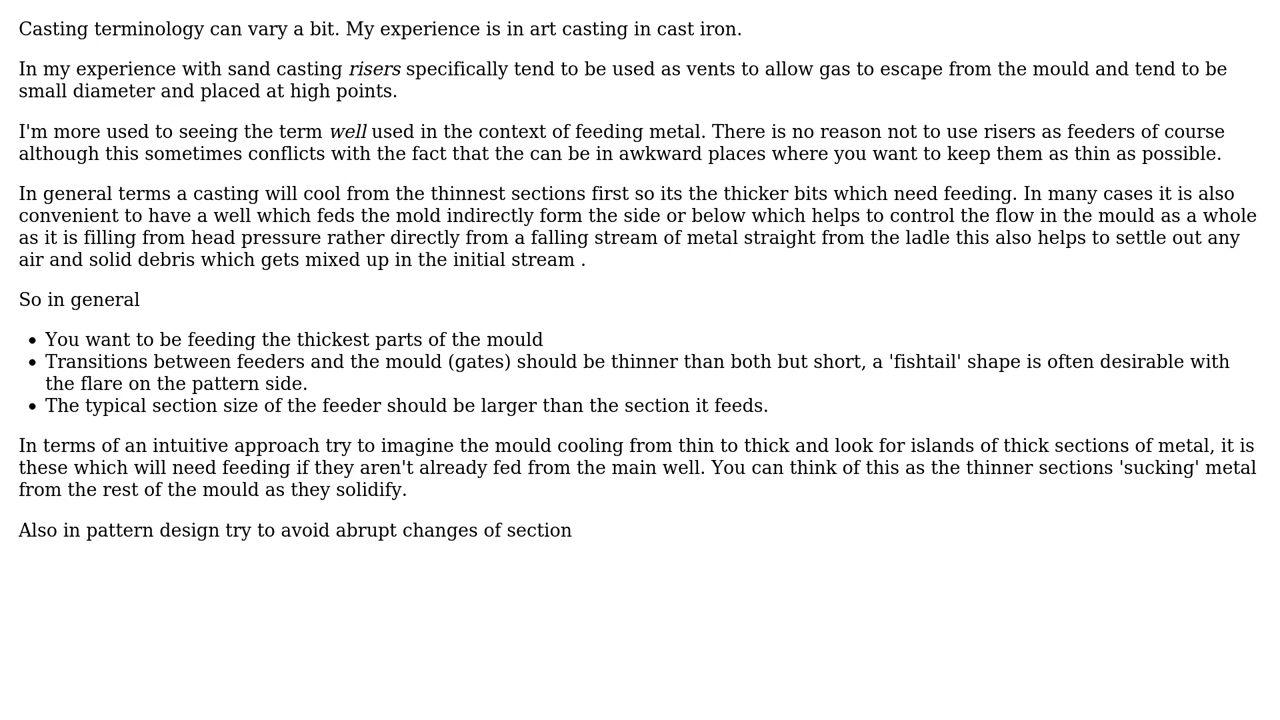 Casting terminology can vary a bit. My experience is in art casting in cast iron.
In my experience with sand casting risers specifically tend to be used as vents to allow gas to escape from the mould and tend to be
small diameter and placed at high points.
I'm more used to seeing the term well used in the context of feeding metal. There is no reason not to use risers as feeders of course
although this sometimes conflicts with the fact that the can be in awkward places where you want to keep them as thin as possible.
In general terms a casting will cool from the thinnest sections first so its the thicker bits which need feeding. In many cases it is also
convenient to have a well which feds the mold indirectly form the side or below which helps to control the flow in the mould as a whole
as it is filling from head pressure rather directly from a falling stream of metal straight from the ladle this also helps to settle out any
air and solid debris which gets mixed up in the initial stream .
So in general
• You want to be feeding the thickest parts of the mould
• Transitions between feeders and the mould (gates) should be thinner than both but short, a 'fishtail' shape is often desirable with
the flare on the pattern side.
• The typical section size of the feeder should be larger than the section it feeds.
In terms of an intuitive approach try to imagine the mould cooling from thin to thick and look for islands of thick sections of metal, it is
these which will need feeding if they aren't already fed from the main well. You can think of this as the thinner sections 'sucking' metal
from the rest of the mould as they solidify.
Also in pattern design try to avoid abrupt changes of section